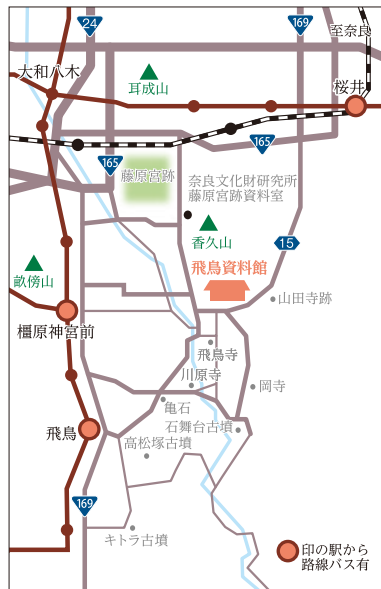 24
169
至奈良
大和八木
耳成山
桜井
165
165
藤原宮跡
奈良文化財研究所
藤原宮跡資料室
香久山
15
畝傍山
飛鳥資料館
山田寺跡
橿原神宮前
飛鳥寺
川原寺
岡寺
亀石
石舞台古墳
飛鳥
高松塚古墳
169
キトラ古墳
印の駅から
路線バス有